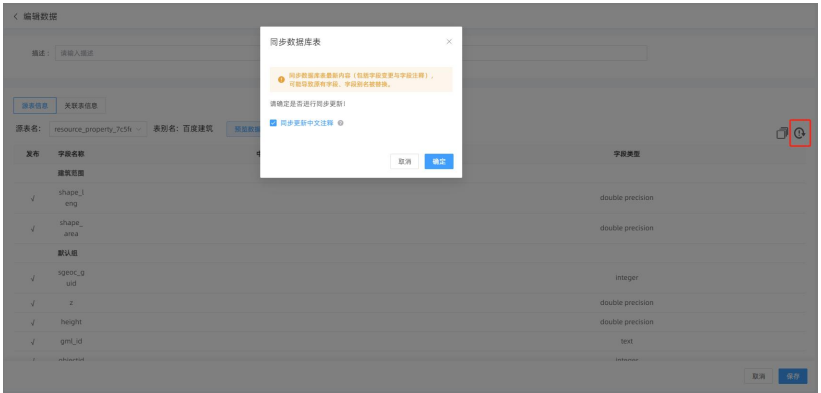 编辑数据
描述：
请输入描述
同步数据库表
同步数据库表最新内容（包括字段变更与字段注释），
可能导致原有字段、字段别名被替换。
请确定是否进行同步更新！
同步更新中文注释
取消
确定
源表信息
关联表信息
源表名：
resource_property_7c5h
表别名：百度建筑
预览数据
发布
字段名称
字段类型
建筑范围
√
shape_l
eng
double precision
√
shape_
area
double precision
默认组
√
sgeoc_g
uid
integer
√
z
double precision
√
height
double precision
√
gml_id
text
√
objectid
integer
取消
保存